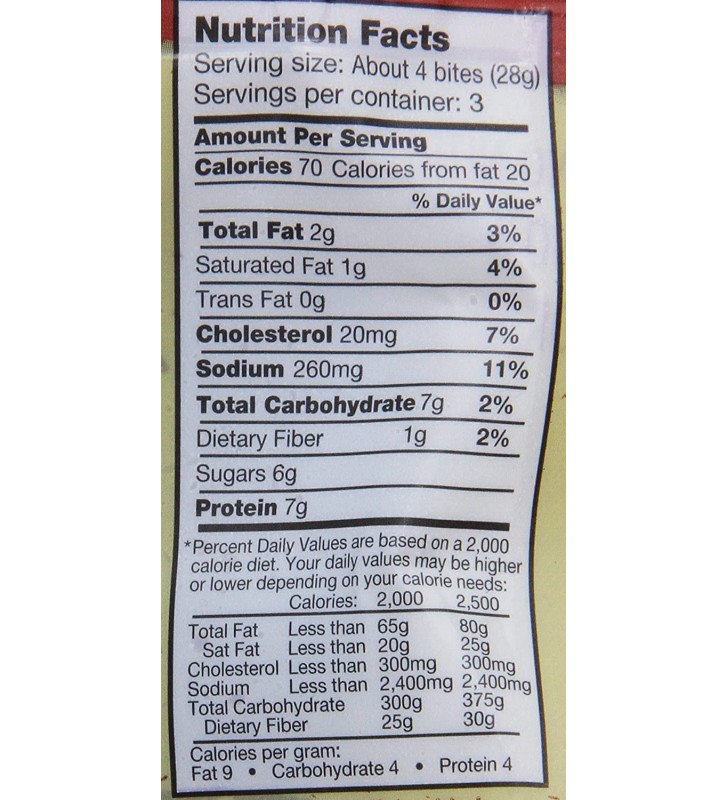 Nutrition Facts
Serving size: About 4 bites (28g)
Servings per container: 3
Amount Per Serving
Calories 70 Calories from fat 20
% Daily Value*
Total Fat 2g 3%
Saturated Fat 1g 4%
Trans Fat 0g 0%
Cholesterol 20mg 7%
Sodium 260mg 11%
Total Carbohydrate 7g 2%
Dietary Fiber 1g 2%
Sugars 6g
Protein 7g
*Percent Daily Values are based on a 2,000
calorie diet. Your daily values may be higher
or lower depending on your calorie needs:
Calories: 2,000 2,500
Total Fat Less than 65g 80g
Sat Fat Less than 20g 25g
Cholesterol Less than 300mg 300mg
Sodium Less than 2,400mg 2,400mg
Total Carbohydrate 300g 375g
Dietary Fiber 25g 30g
Calories per gram:
Fat 9 • Carbohydrate 4 • Protein 4